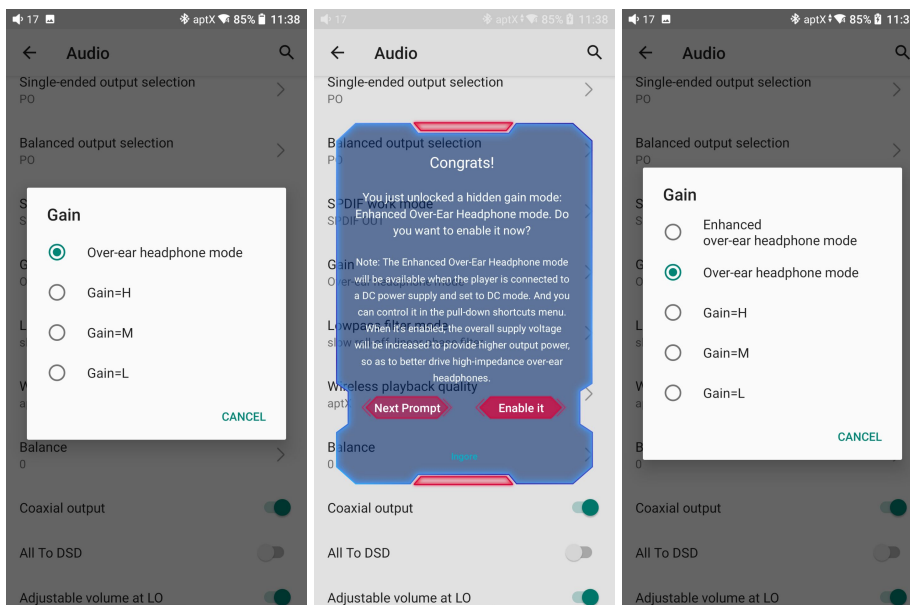 17 aptX 85% 11:38
Audio
Single-ended output selection
PO
Balanced output selection
PO
Gain
Over-ear headphone mode
Gain=H
Gain=M
Gain=L
CANCEL
Balance
0
Coaxial output
All To DSD
Adjustable volume at LO
17 aptX 85% 11:38
Audio
Single-ended output selection
PO
Balanced output selection
PO
Congrats!
You just unlocked a hidden gain mode:
Enhanced Over-Ear Headphone mode. Do
you want to enable it now?
SPDIF work mode
SPDIF OUT
Note: The Enhanced Over-Ear Headphone mode
will be available when the player is connected to
a DC power supply and set to DC mode. And you
can control it in the pull-down shortcuts menu.
When it's enabled, the overall supply voltage
will be increased to provide higher output power,
so as to better drive high-impedance over-ear
headphones.
Gain
Over-ear headphone mode
Lowpass filter mode
Wireless playback quality
aptX
Next Prompt
Enable it
Balance
0
Ingore
Coaxial output
All To DSD
Adjustable volume at LO
17 aptX 85% 11:3
Audio
Single-ended output selection
PO
Balanced output selection
PO
Gain
Enhanced
over-ear headphone mode
Over-ear headphone mode
Gain=H
Gain=M
Gain=L
CANCEL
0
Coaxial output
All To DSD
Adjustable volume at LO